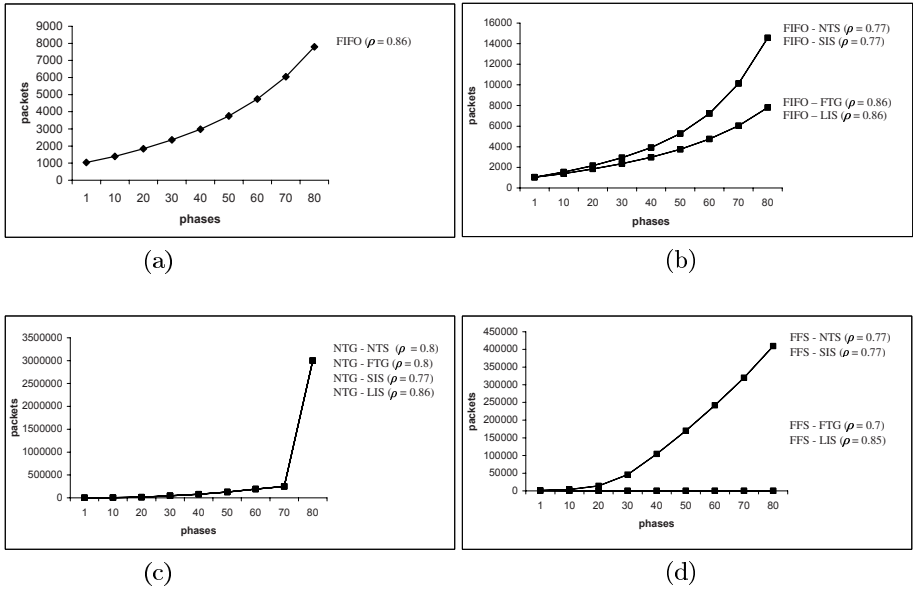 9000
8000
7000
6000
5000
4000
3000
2000
1000
0
packets
1 10 20 30 40 50 60 70 80
phases
FIFO (ρ = 0.86)
(a)
16000
14000
12000
10000
8000
6000
4000
2000
0
packets
1 10 20 30 40 50 60 70 80
phases
FIFO - NTS (ρ = 0.77)
FIFO - SIS (ρ = 0.77)
FIFO – FTG (ρ = 0.86)
FIFO – LIS (ρ = 0.86)
(b)
3500000
3000000
2500000
2000000
1500000
1000000
500000
0
packets
1 10 20 30 40 50 60 70 80
phases
NTG - NTS (ρ = 0.8)
NTG - FTG (ρ = 0.8)
NTG - SIS (ρ = 0.77)
NTG - LIS (ρ = 0.86)
(c)
450000
400000
350000
300000
250000
200000
150000
100000
50000
0
packets
1 10 20 30 40 50 60 70 80
phases
FFS - NTS (ρ = 0.77)
FFS - SIS (ρ = 0.77)
FFS - FTG (ρ = 0.7)
FFS - LIS (ρ = 0.85)
(d)